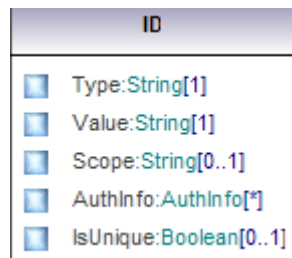 ID
Type:String[1]
Value:String[1]
Scope:String[0..1]
AuthInfo:AuthInfo[*]
IsUnique:Boolean[0..1]